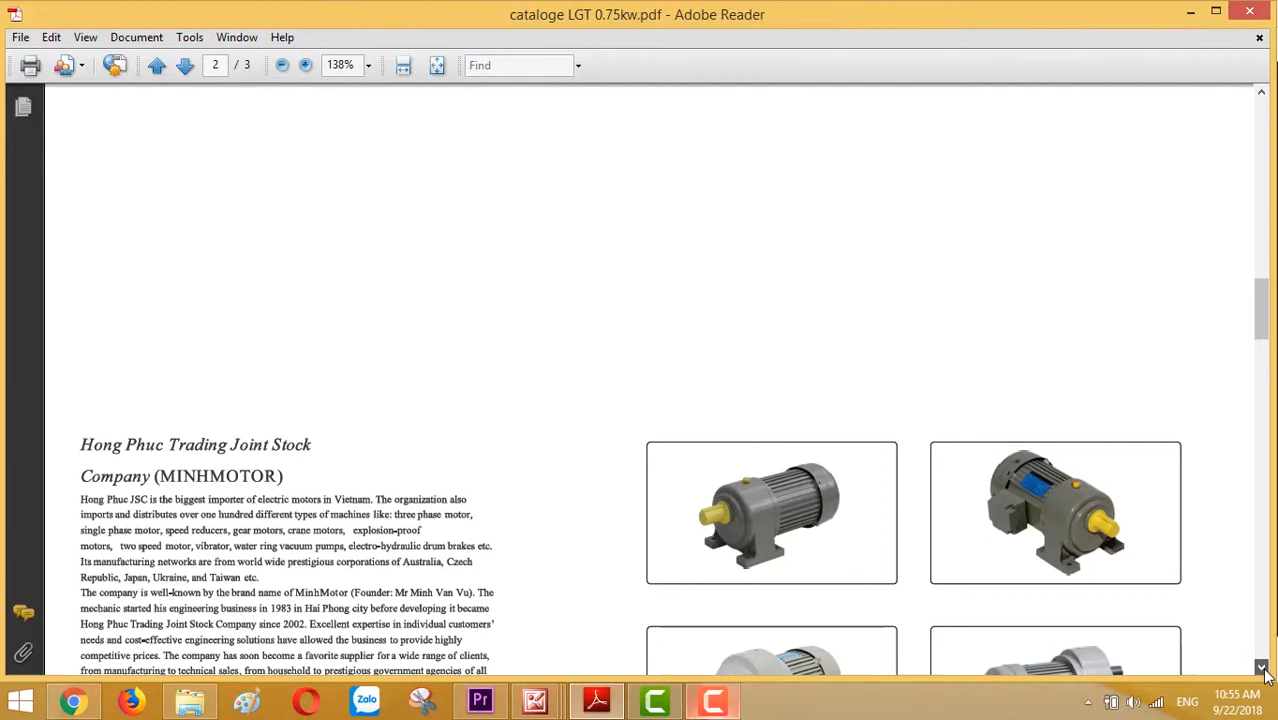 cataloge LGT 0.75kw.pdf - Adobe Reader
File Edit View Document Tools Window Help
2 / 3 138% Find
Hong Phuc Trading Joint Stock
Company (MINHMOTOR)
Hong Phuc JSC is the biggest importer of electric motors in Vietnam. The organization also
imports and distributes over one hundred different types of machines like: three phase motor,
single phase motor, speed reducers, gear motors, crane motors, explosion-proof
motors, two speed motor, vibrator, water ring vacuum pumps, electro-hydraulic drum brakes etc.
Its manufacturing networks are from world wide prestigious corporations of Australia, Czech
Republic, Japan, Ukraine, and Taiwan etc.
The company is well-known by the brand name of MinhMotor (Founder: Mr Minh Van Vu). The
mechanic started his engineering business in 1983 in Hai Phong city before developing it became
Hong Phuc Trading Joint Stock Company since 2002. Excellent expertise in individual customers'
needs and cost-effective engineering solutions have allowed the business to provide highly
competitive prices. The company has soon become a favorite supplier for a wide range of clients,
from manufacturing to technical sales, from household to prestigious government agencies of all
Zalo
Pr
ENG
10:55 AM
9/22/2018